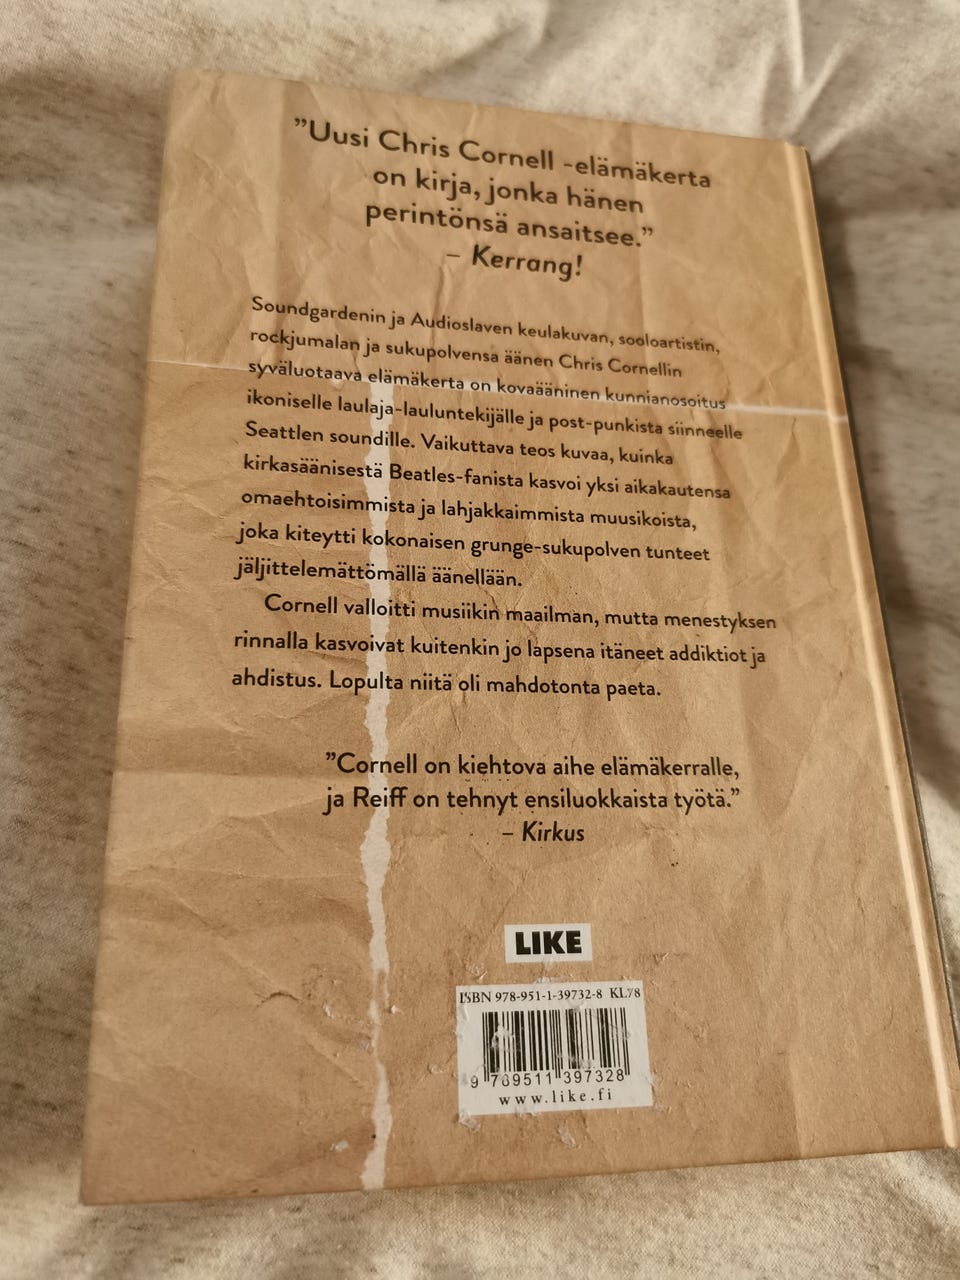 ”Uusi Chris Cornell -elämäkerta
on kirja, jonka hänen
perintönsä ansaitsee.”
– Kerrang!
Soundgardenin ja Audioslaven keulakuvan, sooloartistin,
rockjumalan ja sukupolvensa äänen Chris Cornellin
syväluotaava elämäkerta on kovaääninen kunnianosoitus
ikoniselle laulaja-lauluntekijälle ja post-punkista siinneelle
Seattlen soundille. Vaikuttava teos kuvaa, kuinka
kirkasäänisestä Beatles-fanista kasvoi yksi aikakautensa
omaehtoisimmista ja lahjakkaimmista muusikoista,
joka kiteytti kokonaisen grunge-sukupolven tunteet
jäljittelemättömällä äänellään.
Cornell valloitti musiikin maailman, mutta menestyksen
rinnalla kasvoivat kuitenkin jo lapsena itäneet addiktiot ja
ahdistus. Lopulta niitä oli mahdotonta paeta.
”Cornell on kiehtova aihe elämäkerralle,
ja Reiff on tehnyt ensiluokkaista työtä.”
– Kirkus
LIKE
ISBN 978-951-1-39732-8 KL78
9 789511 397328
www.like.fi